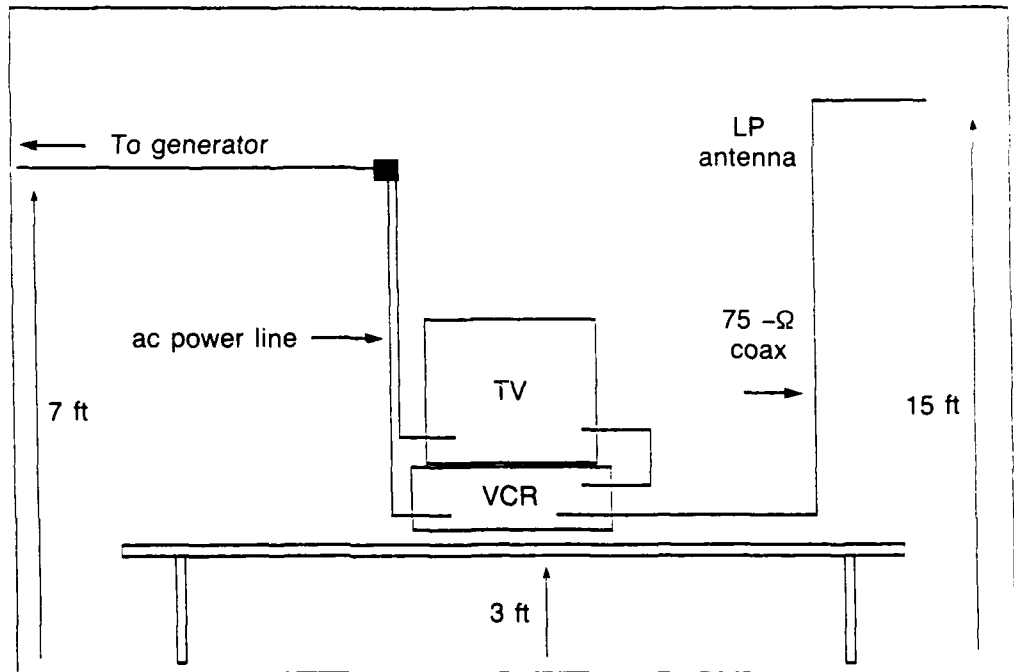 To generator
LP
antenna
ac power line
75 -Ω
coax
TV
7 ft
15 ft
VCR
3 ft